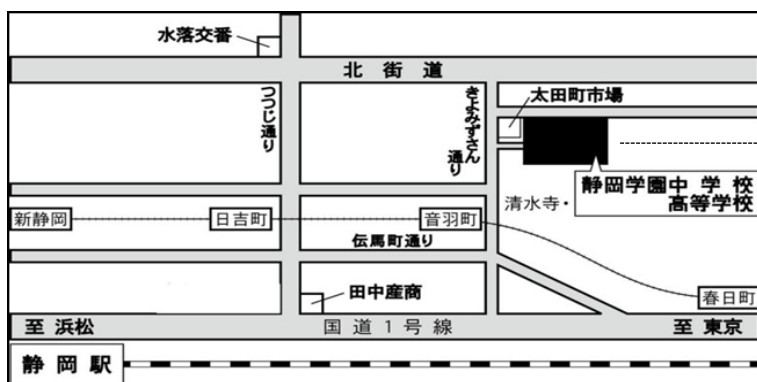 水落交番
北街道
つつじ通り
きよみずさん
通り
太田町市場
静岡学園中学校
高等学校
清水寺・
新静岡
日吉町
音羽町
伝馬町通り
田中産商
春日町
至 浜松
国道1号線
至 東京
静岡駅